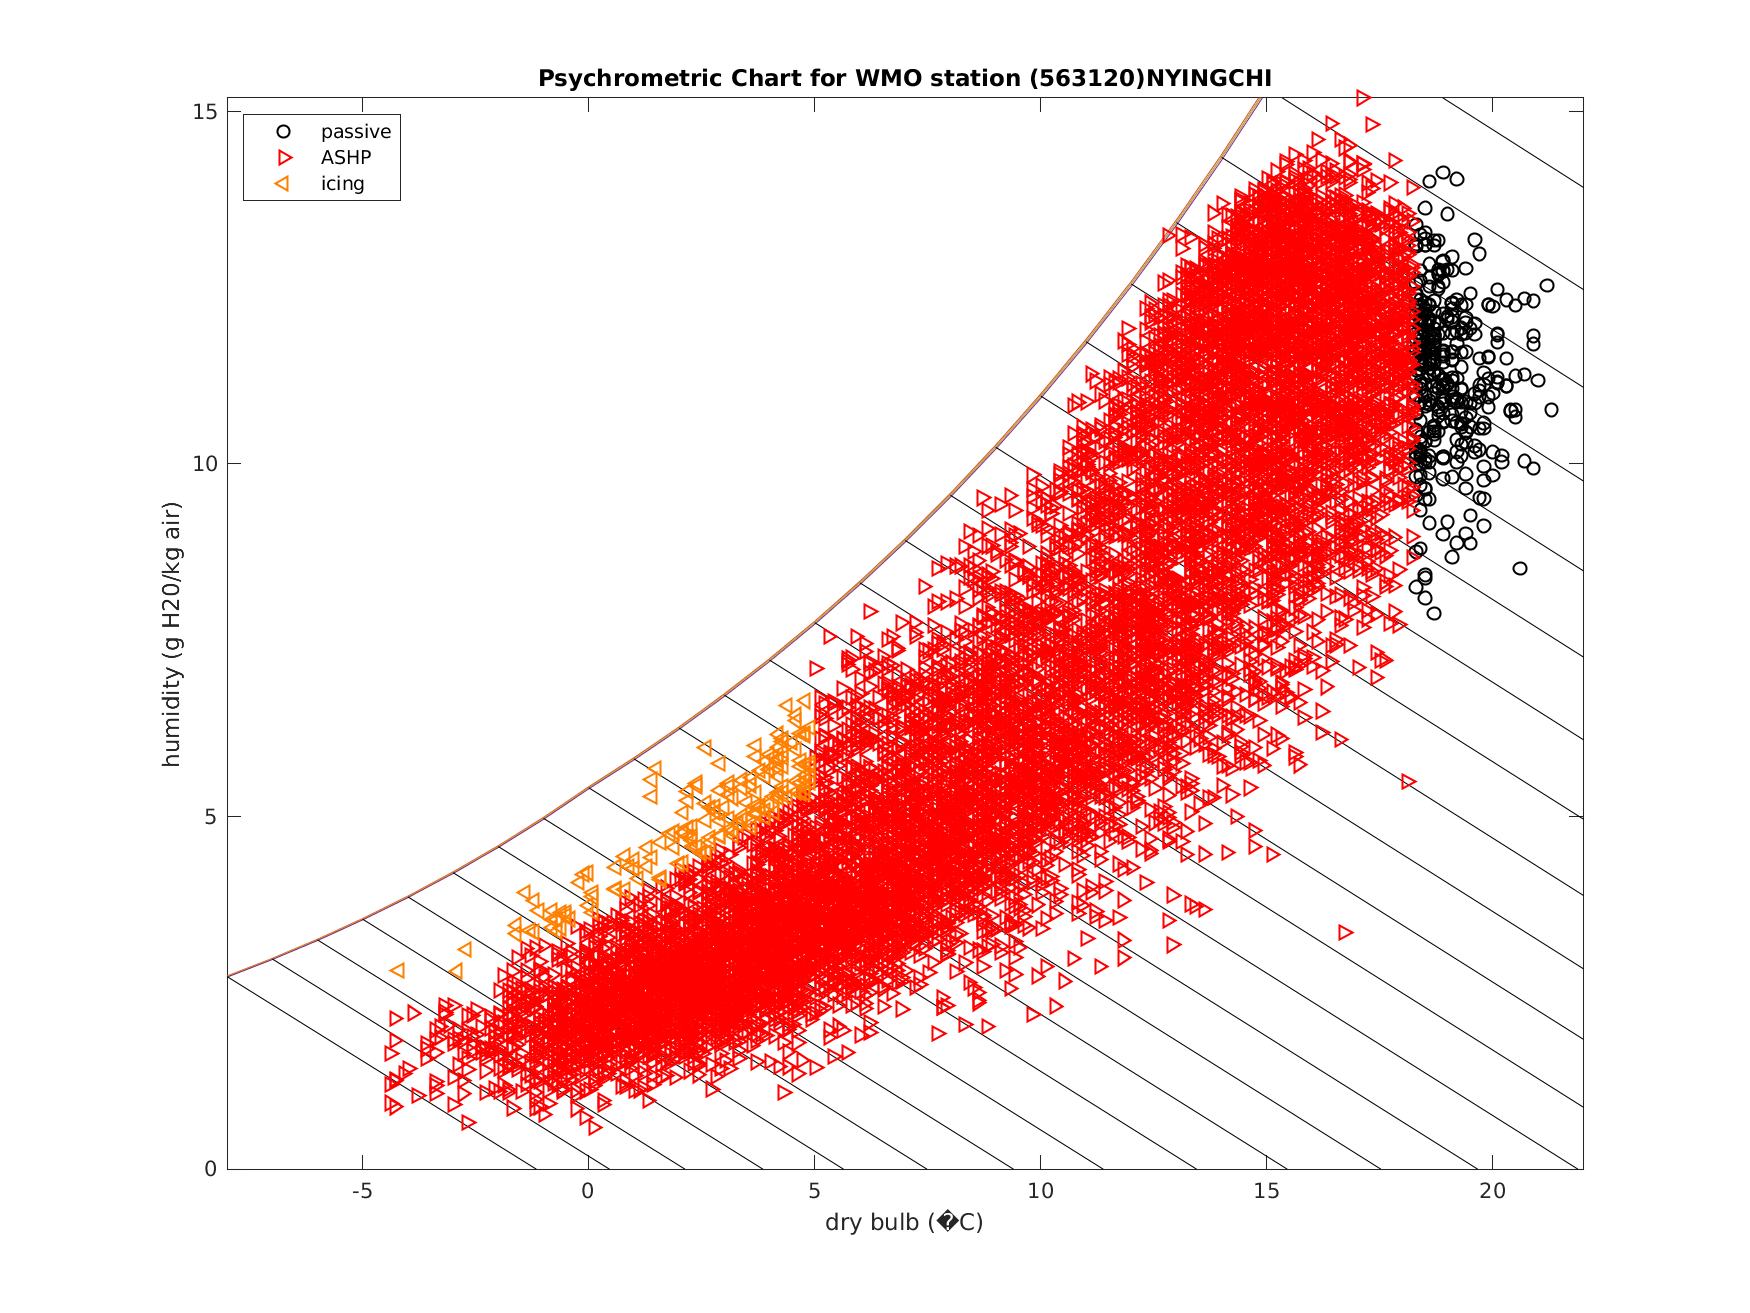 Psychrometric Chart for WMO station (563120)NYINGCHI
passive
ASHP
icing
15
10
5
0
humidity (g H20/kg air)
-5
0
5
10
15
20
dry bulb (�C)